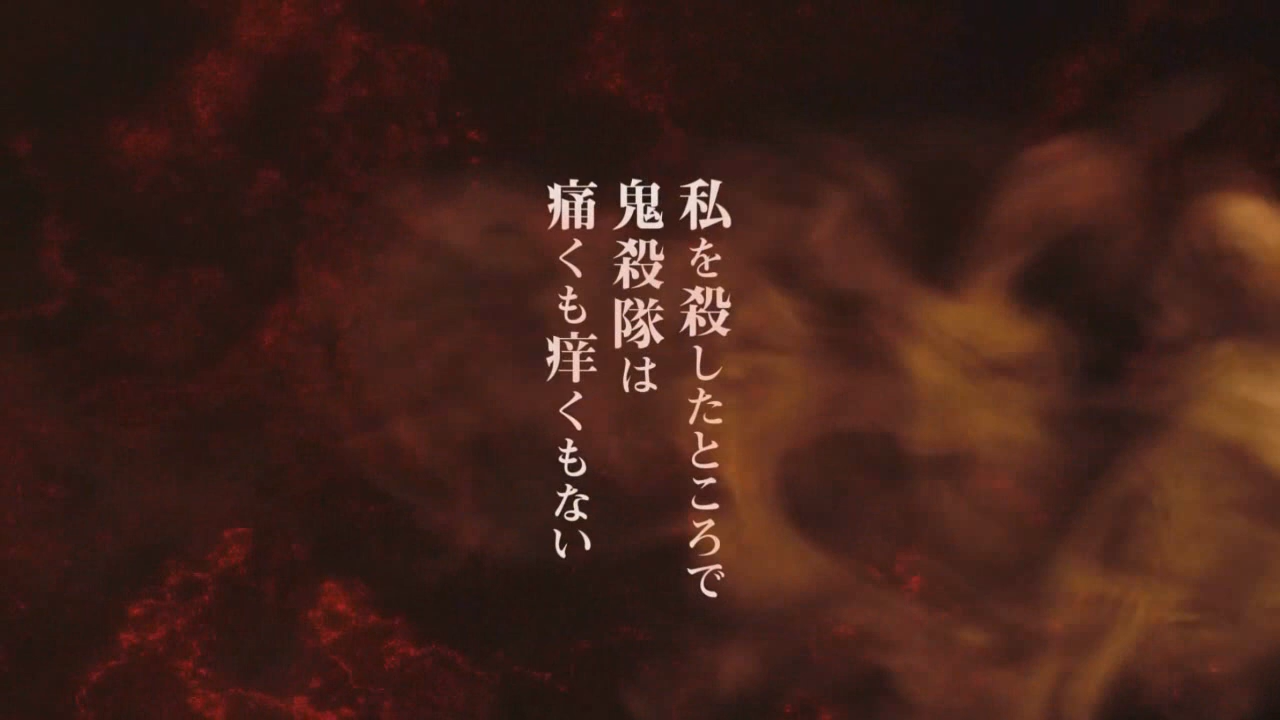 私を殺したところで
鬼殺隊は
痛くも痒くもない